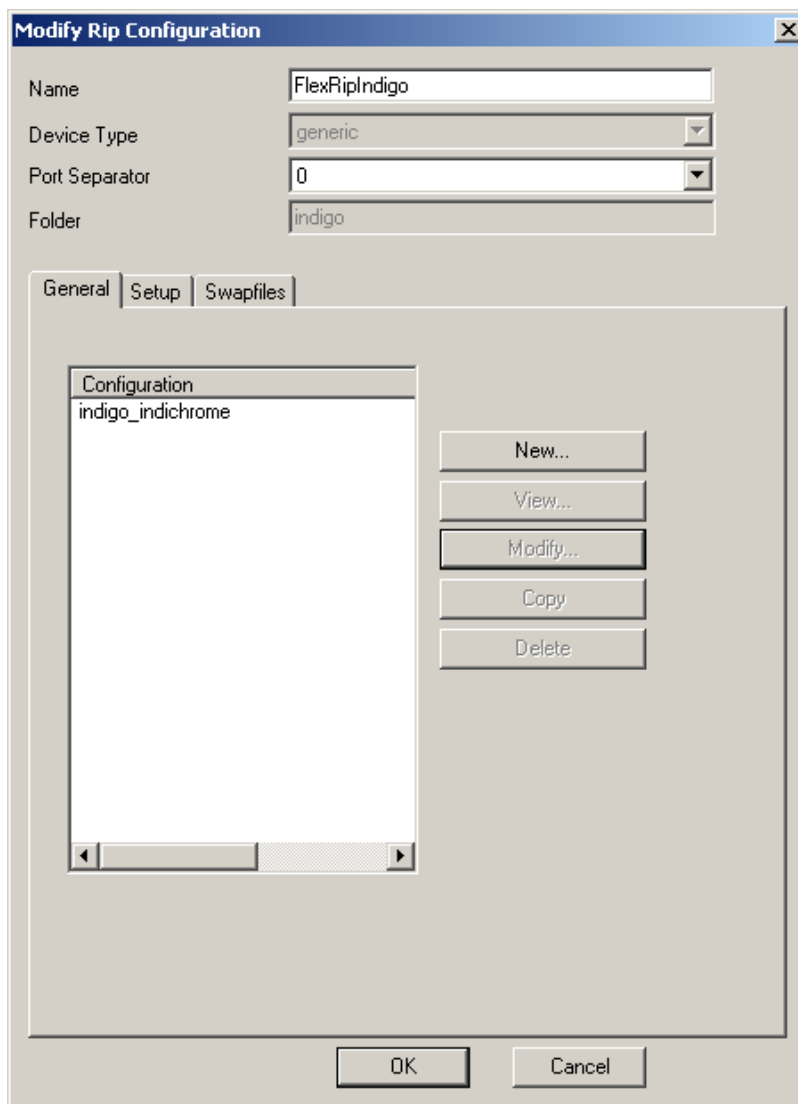 Modify Rip Configuration
Name FlexRipIndigo
Device Type generic
Port Separator 0
Folder indigo
General Setup Swapfiles
Configuration
indigo_indichrome
New...
View...
Modify...
Copy
Delete
OK Cancel